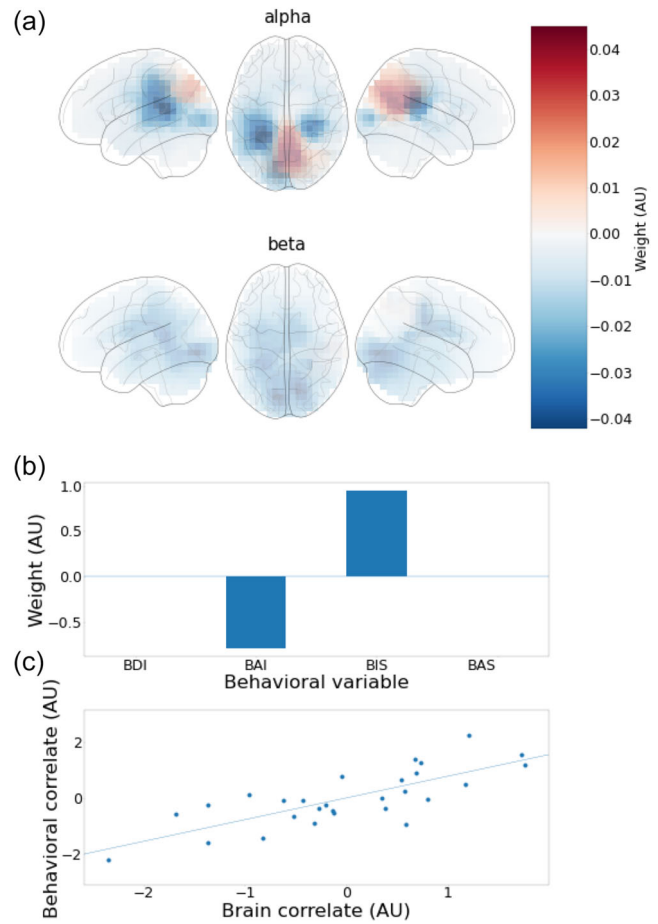 (a)
alpha
0.04
0.03
0.02
0.01
0.00
−0.01
−0.02
−0.03
−0.04
Weight (AU)
beta
(b)
1.0
0.5
0.0
−0.5
Weight (AU)
BDI BAI BIS BAS
Behavioral variable
(c)
2
0
−2
Behavioral correlate (AU)
−2 −1 0 1
Brain correlate (AU)